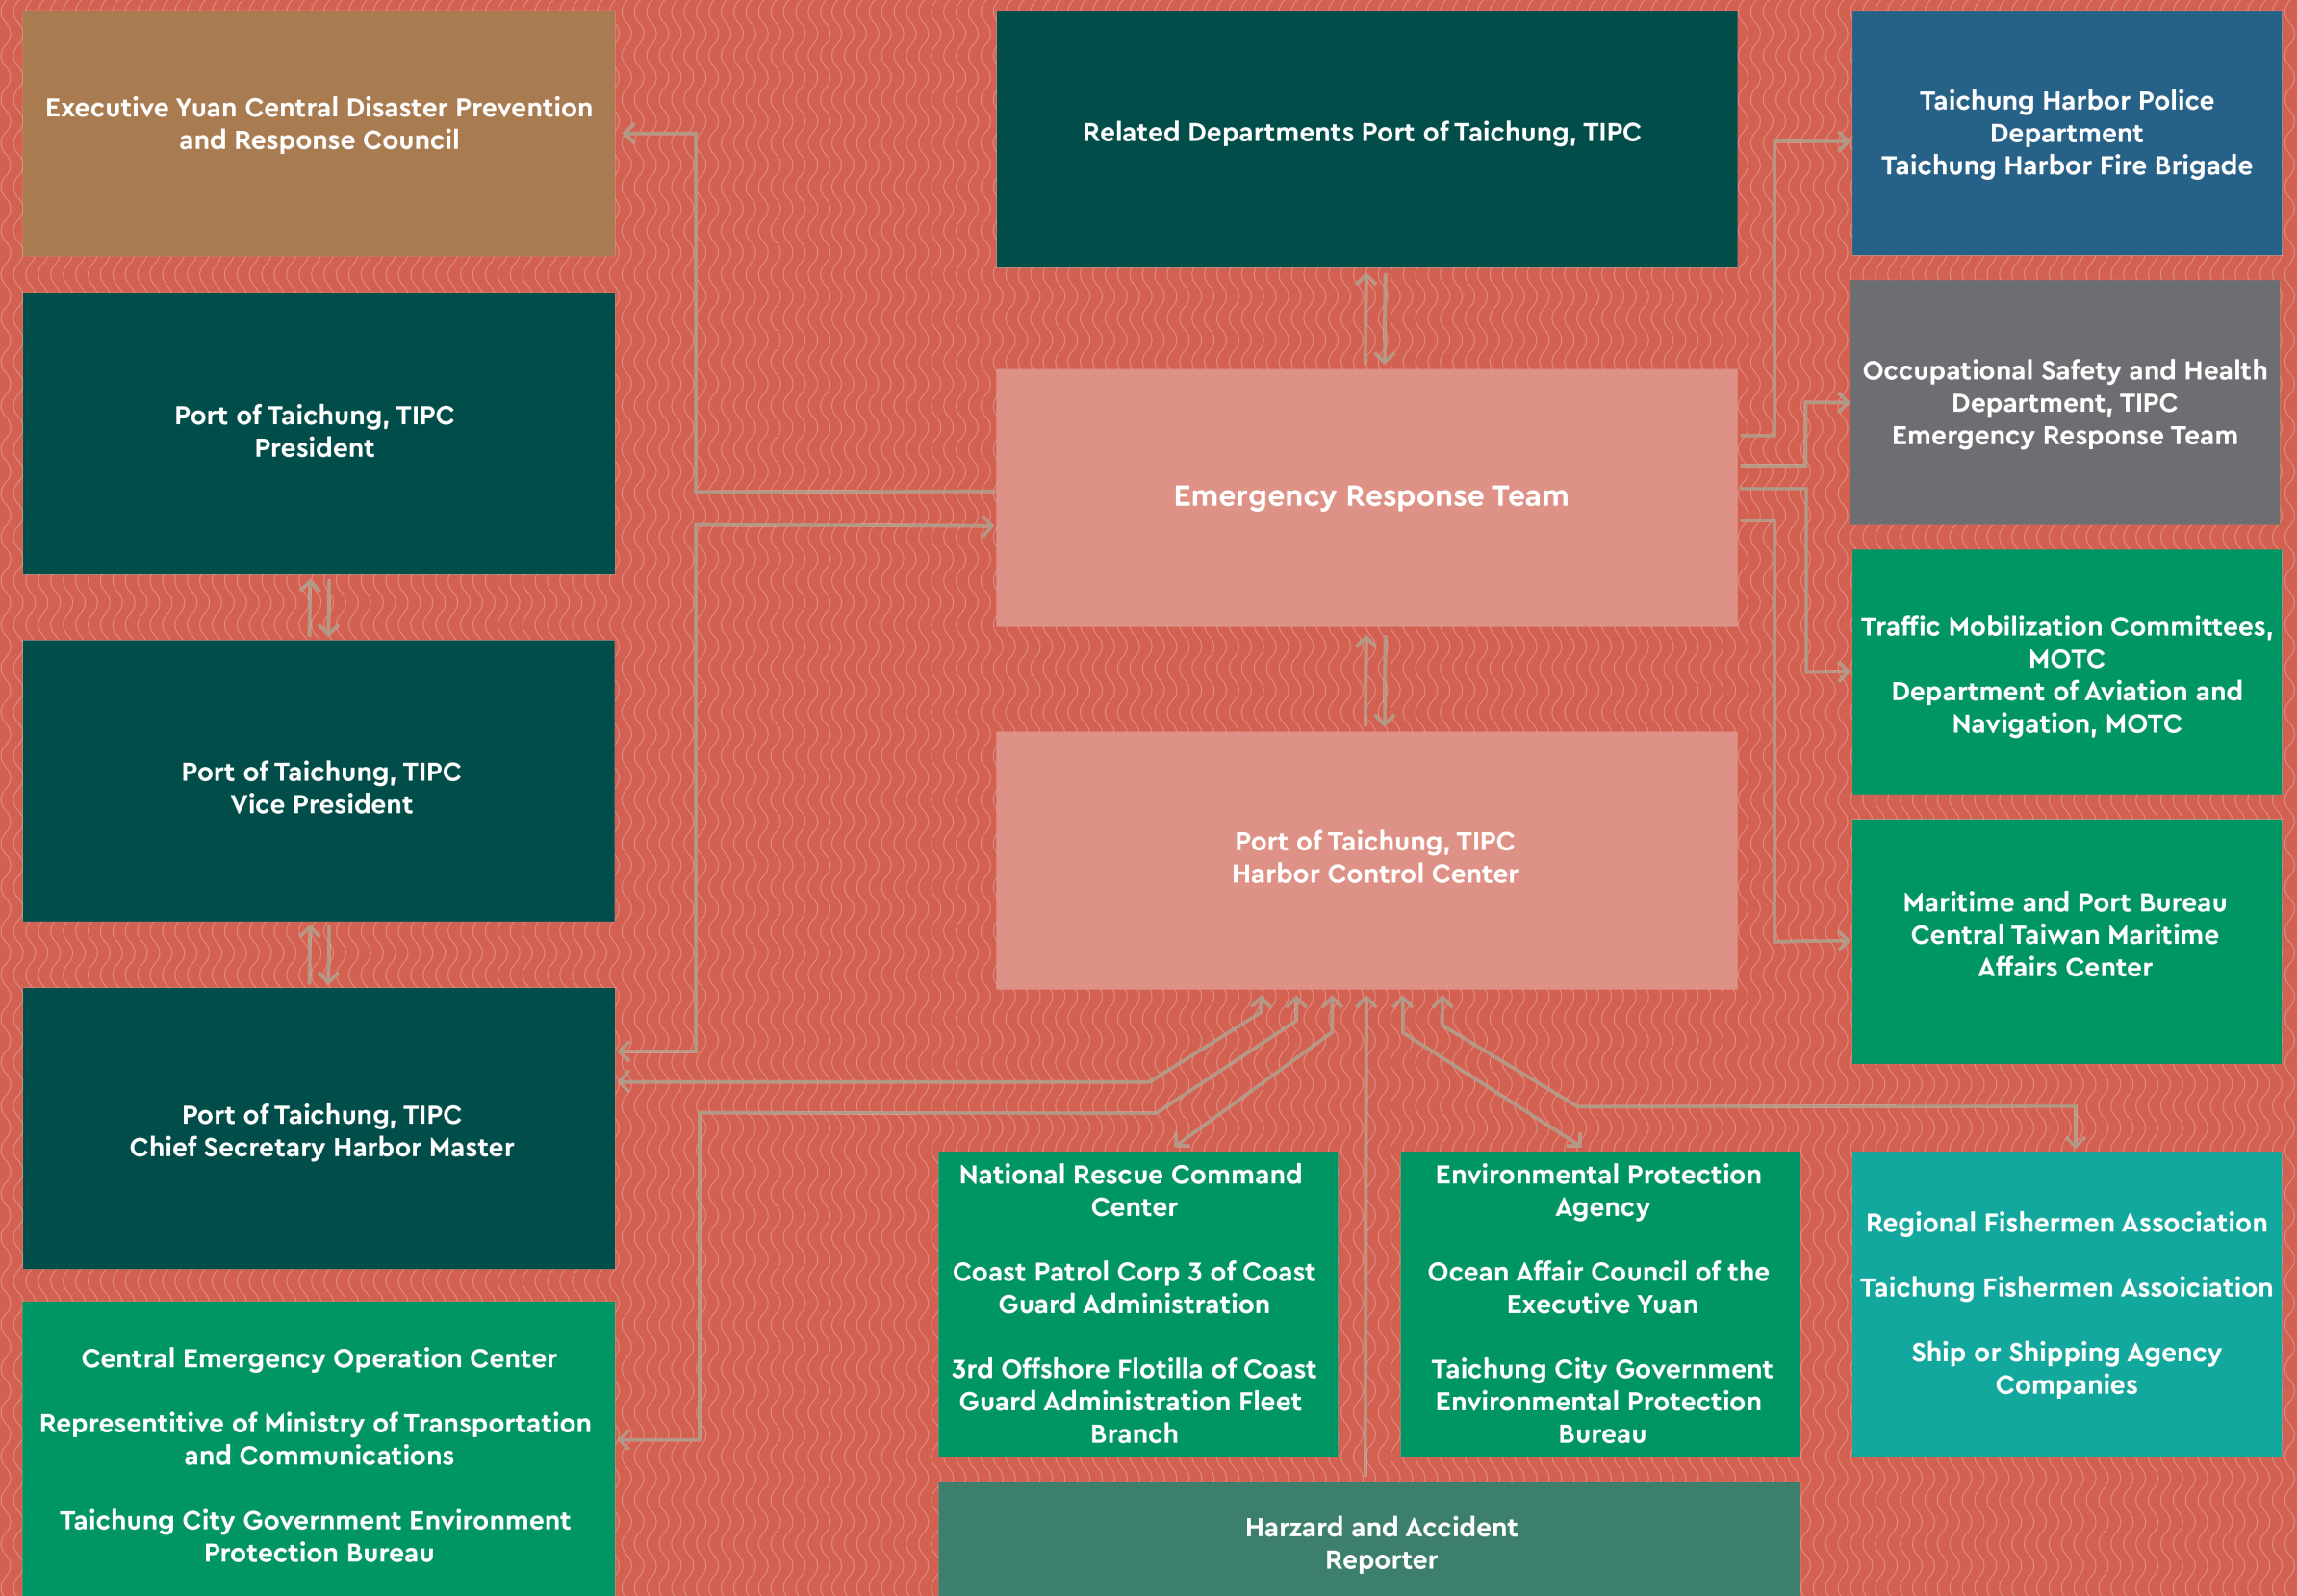 Executive Yuan Central Disaster Prevention
and Response Council
Related Departments Port of Taichung, TIPC
Taichung Harbor Police
Department
Taichung Harbor Fire Brigade
Port of Taichung, TIPC
President
Emergency Response Team
Occupational Safety and Health
Department, TIPC
Emergency Response Team
Traffic Mobilization Committees,
MOTC
Department of Aviation and
Navigation, MOTC
Port of Taichung, TIPC
Vice President
Port of Taichung, TIPC
Harbor Control Center
Maritime and Port Bureau
Central Taiwan Maritime
Affairs Center
Port of Taichung, TIPC
Chief Secretary Harbor Master
National Rescue Command
Center
Coast Patrol Corp 3 of Coast
Guard Administration
3rd Offshore Flotilla of Coast
Guard Administration Fleet
Branch
Environmental Protection
Agency
Ocean Affair Council of the
Executive Yuan
Taichung City Government
Environmental Protection
Bureau
Regional Fishermen Association
Taichung Fishermen Assoiciation
Ship or Shipping Agency
Companies
Central Emergency Operation Center
Representitive of Ministry of Transportation
and Communications
Taichung City Government Environment
Protection Bureau
Harzard and Accident
Reporter